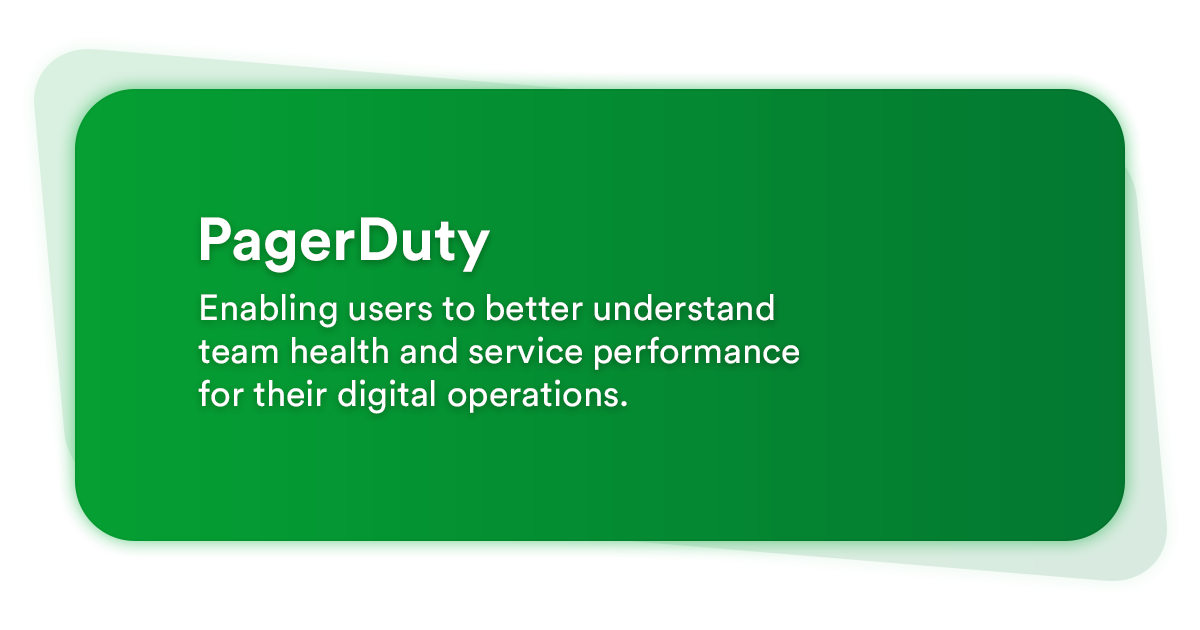 PagerDuty
Enabling users to better understand
team health and service performance
for their digital operations.